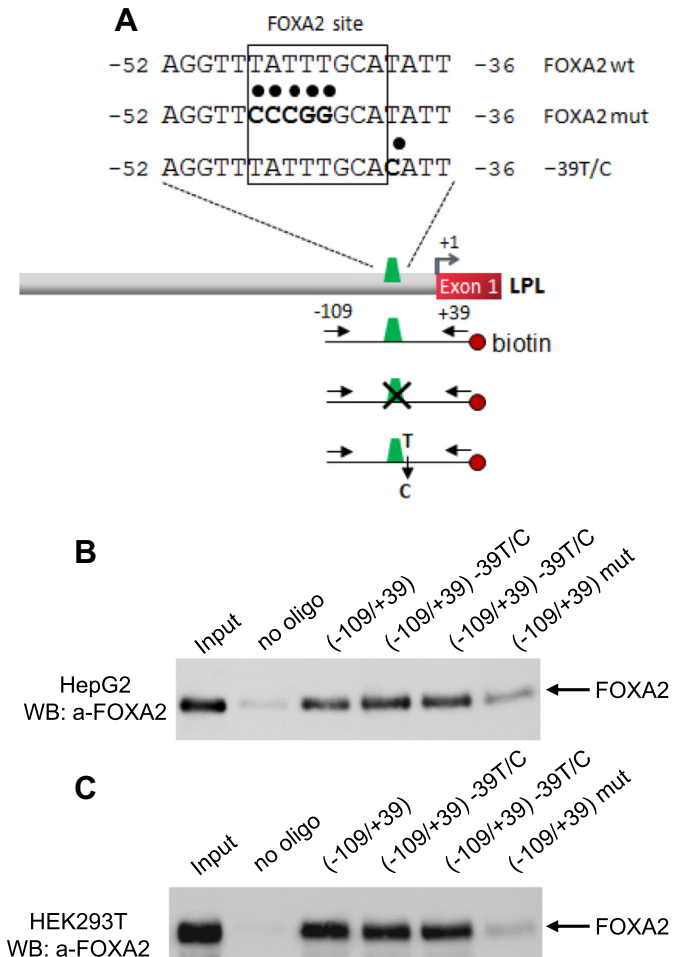 A
FOXA2 site
-52 AGGTTTATTTGCATATT -36 FOXA2 wt
-52 AGGTTCCCGGGCATATT -36 FOXA2 mut
-52 AGGTTTATTTGCACATT -36 -39T/C
+1
Exon 1 LPL
-109 +39
biotin
T
C
B
Input no oligo (-109/+39) (-109/+39) -39T/C (-109/+39) -39T/C (-109/+39) mut
HepG2
WB: a-FOXA2
FOXA2
C
Input no oligo (-109/+39) (-109/+39) -39T/C (-109/+39) -39T/C (-109/+39) mut
HEK293T
WB: a-FOXA2
FOXA2